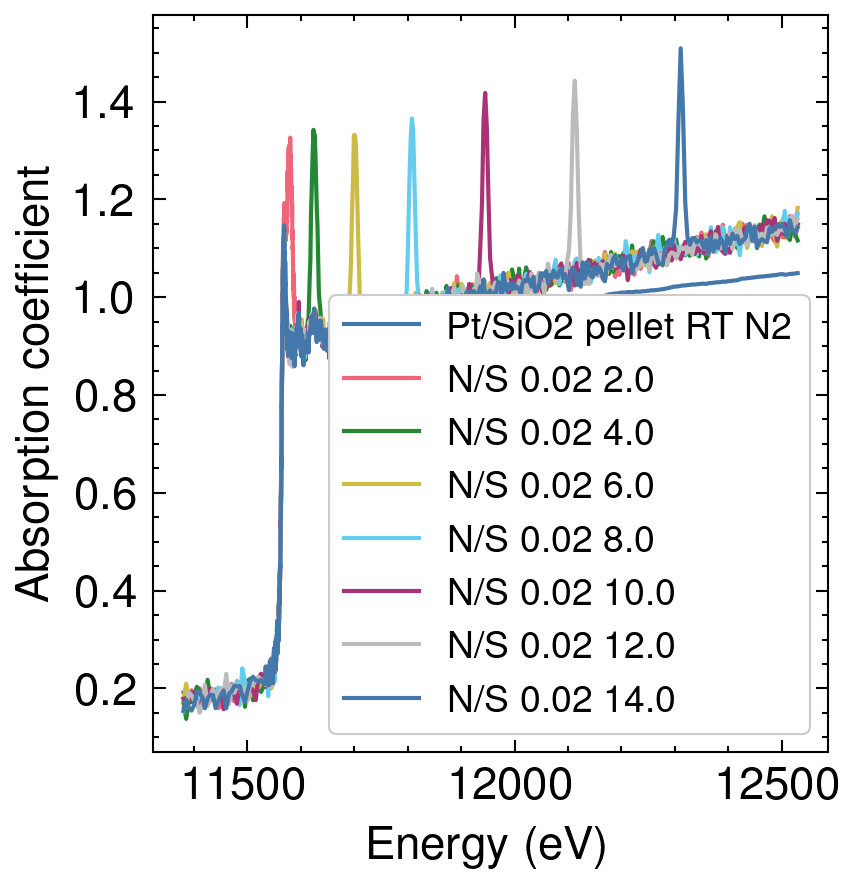 Absorption coefficient
1.4
1.2
1.0
0.8
0.6
0.4
0.2
Pt/SiO2 pellet RT N2
N/S 0.02 2.0
N/S 0.02 4.0
N/S 0.02 6.0
N/S 0.02 8.0
N/S 0.02 10.0
N/S 0.02 12.0
N/S 0.02 14.0
11500 12000 12500
Energy (eV)